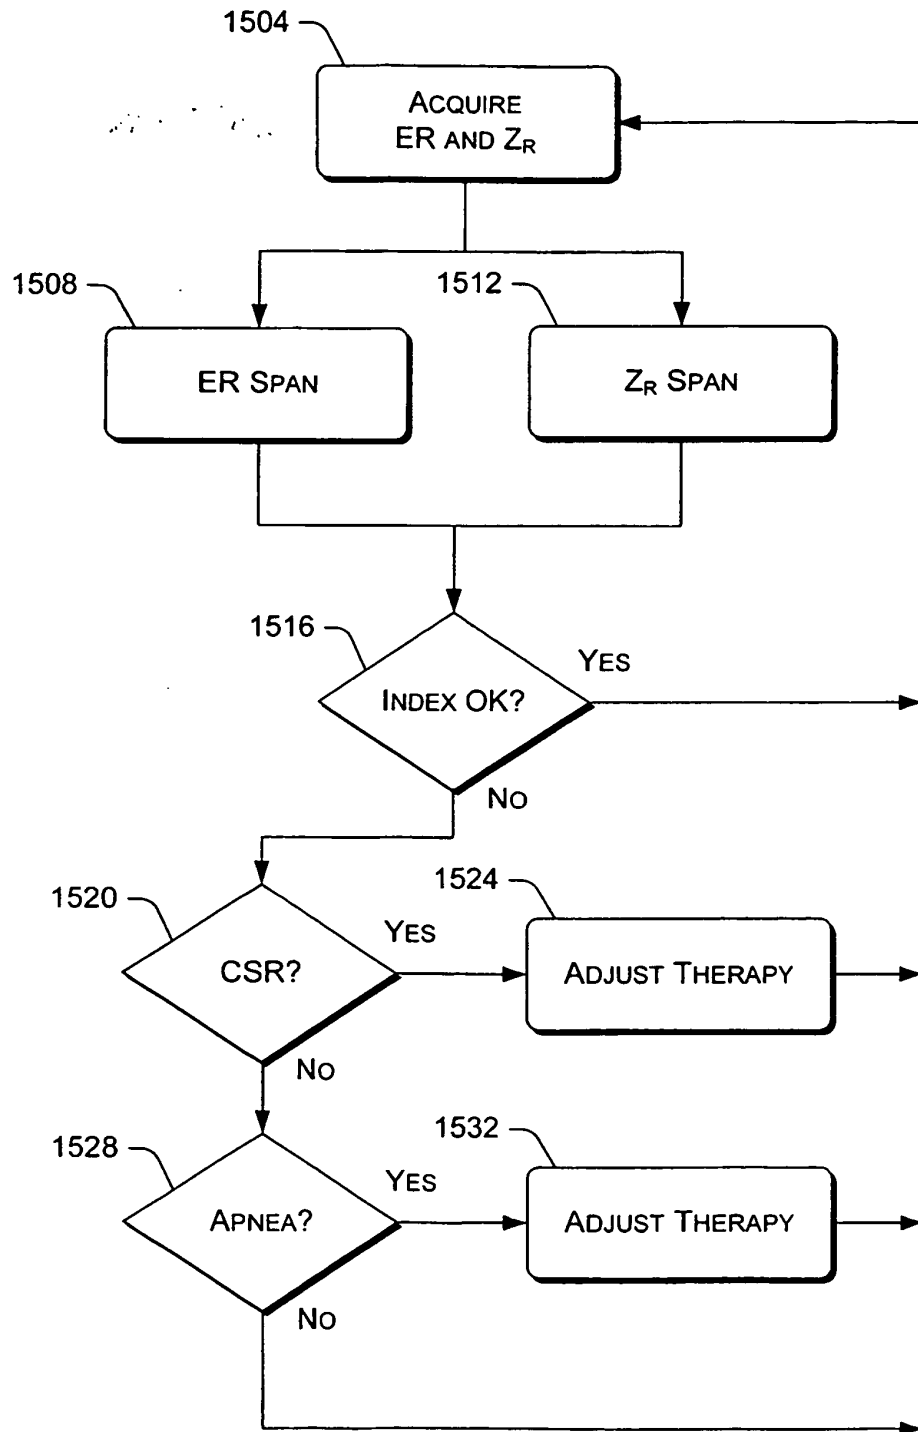 1504
ACQUIRE
ER AND ZR
1508
1512
ER SPAN
ZR SPAN
1516
YES
INDEX OK?
NO
1520
1524
YES
CSR?
ADJUST THERAPY
NO
1528
1532
YES
APNEA?
ADJUST THERAPY
NO